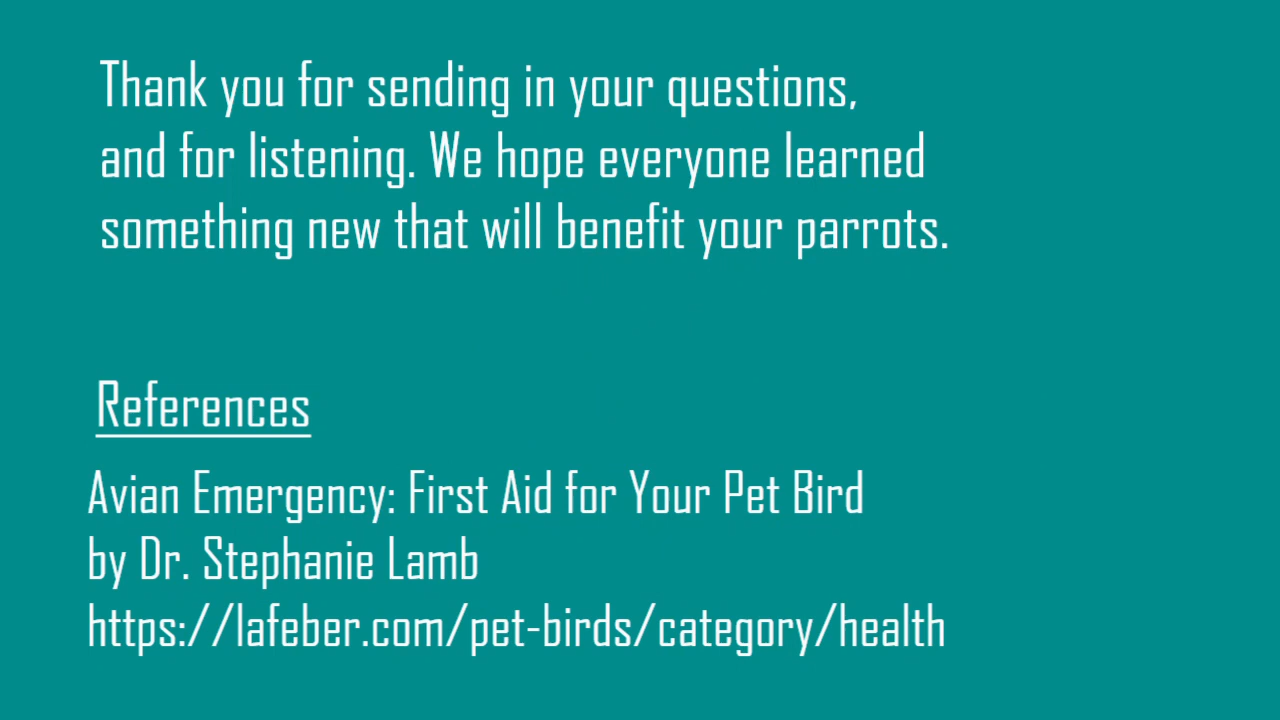 Thank you for sending in your questions,
and for listening. We hope everyone learned
something new that will benefit your parrots.
References
Avian Emergency: First Aid for Your Pet Bird
by Dr. Stephanie Lamb
https://lafeber.com/pet-birds/category/health